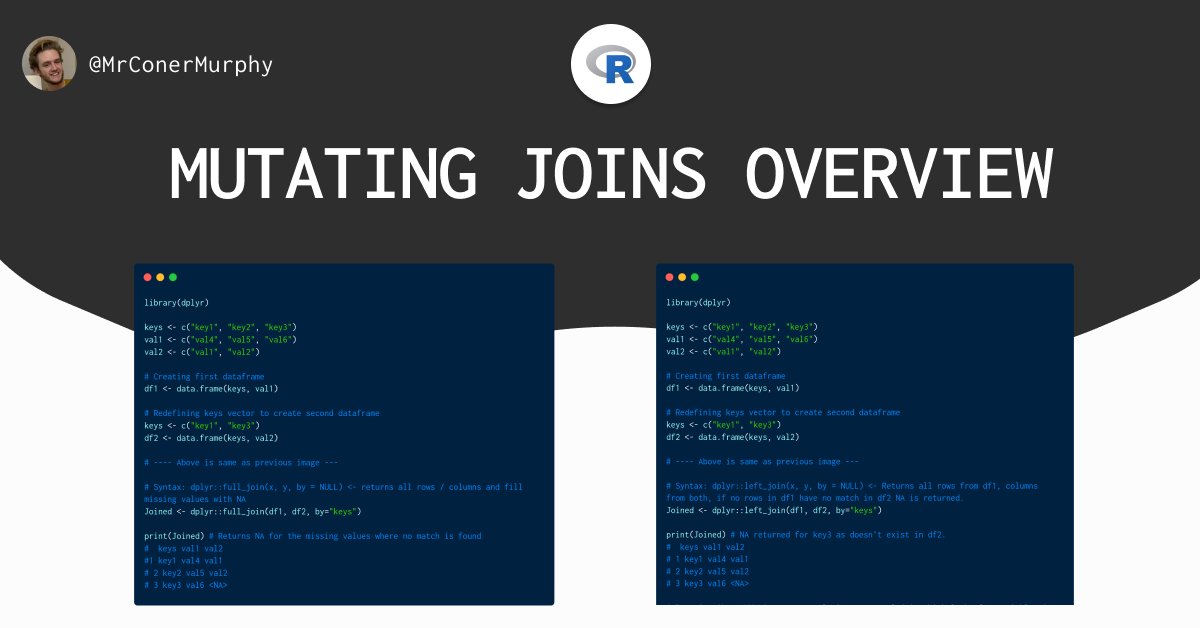 @MrConerMurphy
R
MUTATING JOINS OVERVIEW
library(dplyr)
keys <- c("key1", "key2", "key3")
val1 <- c("val4", "val5", "val6")
val2 <- c("val1", "val2")
# Creating first dataframe
df1 <- data.frame(keys, val1)
# Redefining keys vector to create second dataframe
keys <- c("key1", "key3")
df2 <- data.frame(keys, val2)
# ---- Above is same as previous image ---
# Syntax: dplyr::full_join(x, y, by = NULL) <- returns all rows / columns and fill
missing values with NA
Joined <- dplyr::full_join(df1, df2, by="keys")
print(Joined) # Returns NA for the missing values where no match is found
#  keys val1 val2
#1 key1 val4 val1
# 2 key2 val5 val2
# 3 key3 val6 <NA>
library(dplyr)
keys <- c("key1", "key2", "key3")
val1 <- c("val4", "val5", "val6")
val2 <- c("val1", "val2")
# Creating first dataframe
df1 <- data.frame(keys, val1)
# Redefining keys vector to create second dataframe
keys <- c("key1", "key3")
df2 <- data.frame(keys, val2)
# ---- Above is same as previous image ---
# Syntax: dplyr::left_join(x, y, by = NULL) <- Returns all rows from df1, columns
from both, if no rows in df1 have no match in df2 NA is returned.
Joined <- dplyr::left_join(df1, df2, by="keys")
print(Joined) # NA returned for key3 as doesn't exist in df2.
#  keys val1 val2
# 1 key1 val4 val1
# 2 key2 val5 val2
# 3 key3 val6 <NA>